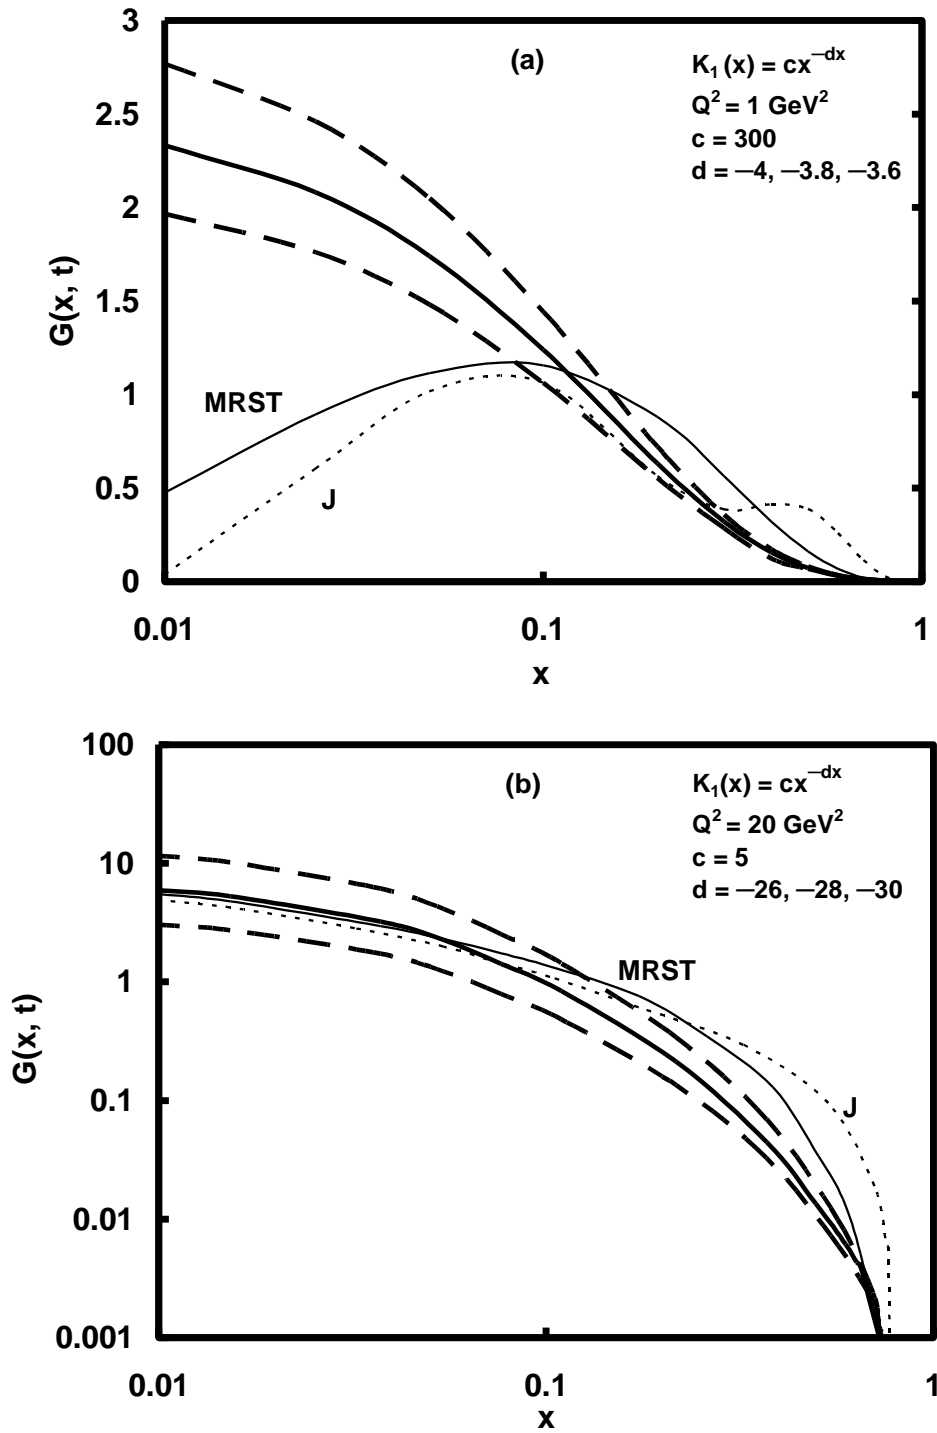 3
(a)
K₁(x) = cx⁻ᵈˣ
2.5
Q² = 1 GeV²
c = 300
d = −4, −3.8, −3.6
2
G(x, t)
1.5
1
MRST
0.5
J
0
0.01 0.1 1
x
100
(b)
K₁(x) = cx⁻ᵈˣ
Q² = 20 GeV²
10
c = 5
d = −26, −28, −30
MRST
1
G(x, t)
0.1
J
0.01
0.001
0.01 0.1 1
x